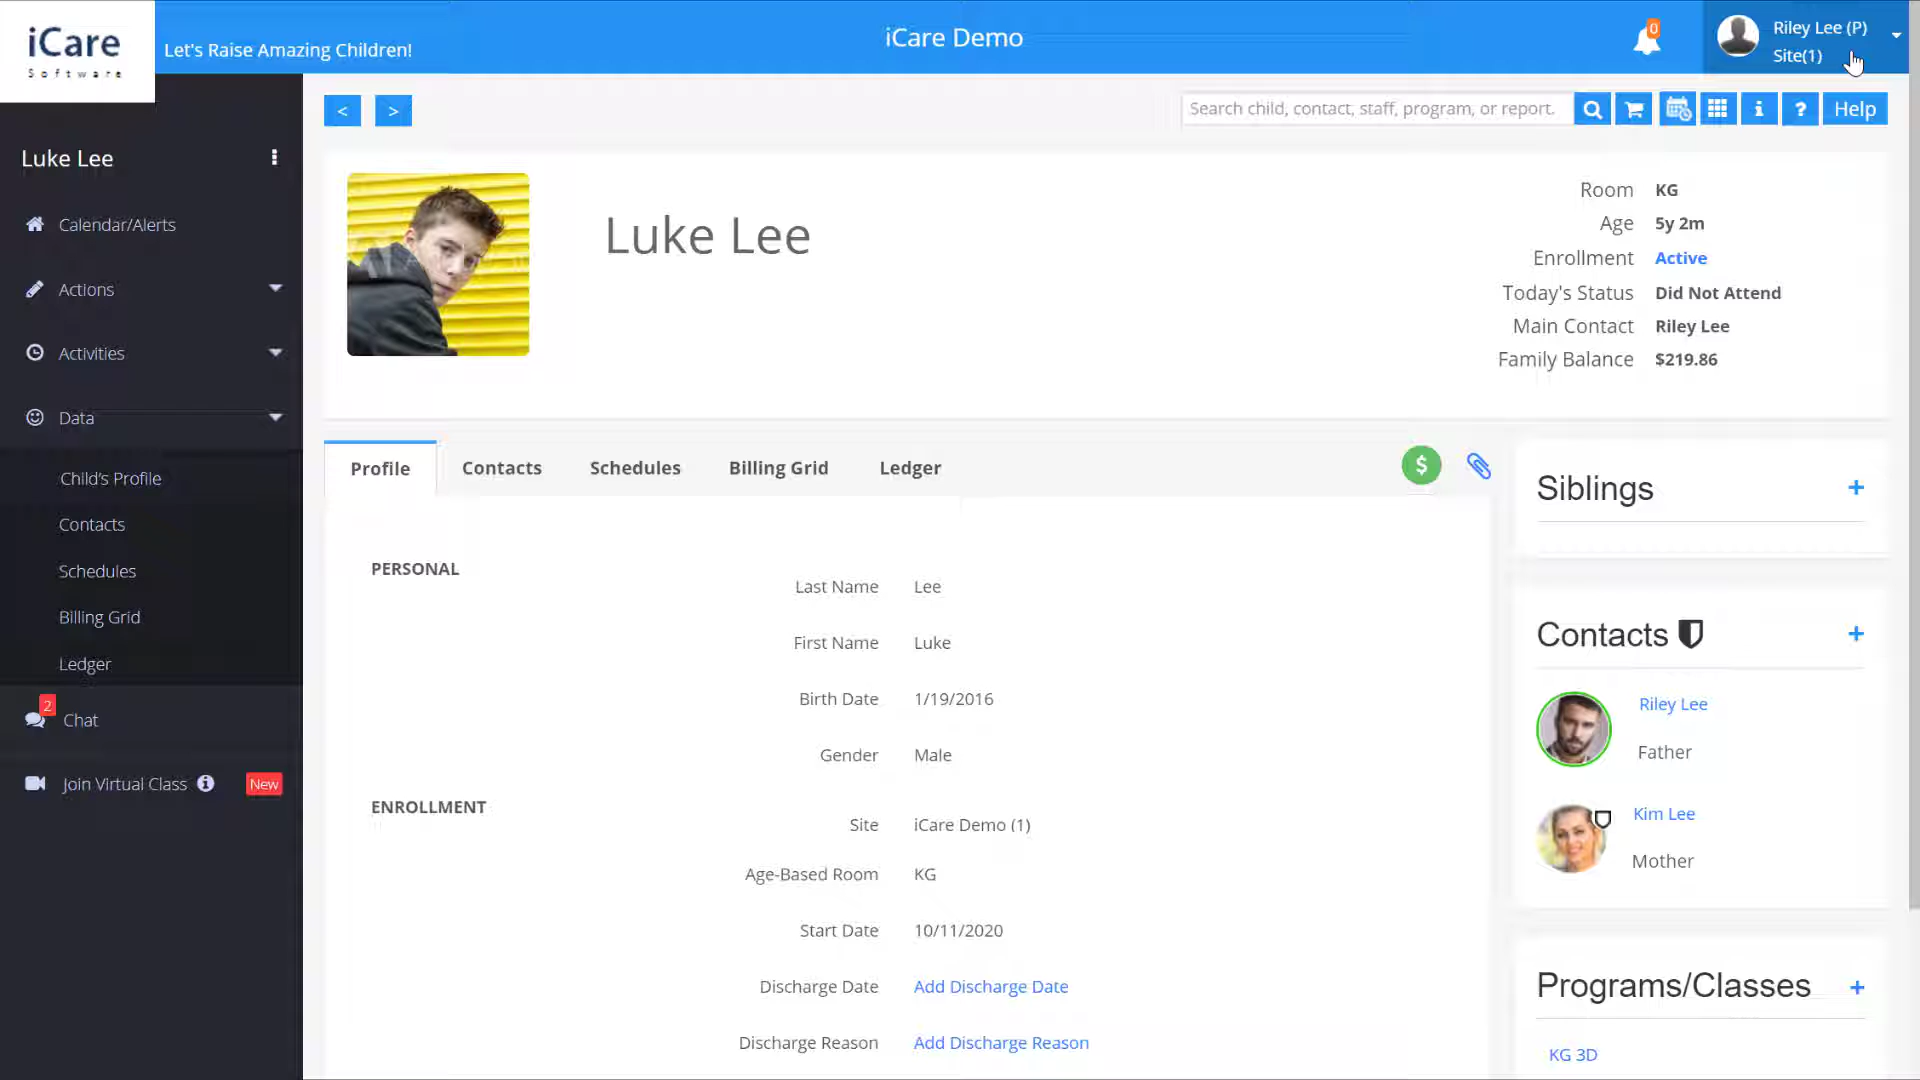 iCare
Software
Let's Raise Amazing Children!
iCare Demo
0
Riley Lee (P)
Site(1)
Luke Lee
Calendar/Alerts
Actions
Activities
Data
Child's Profile
Contacts
Schedules
Billing Grid
Ledger
2
Chat
Join Virtual Class
New
<
>
Search child, contact, staff, program, or report.
i
?
Help
Luke Lee
Room KG
Age 5y 2m
Enrollment Active
Today's Status Did Not Attend
Main Contact Riley Lee
Family Balance $219.86
Profile Contacts Schedules Billing Grid Ledger
$
PERSONAL
Last Name Lee
First Name Luke
Birth Date 1/19/2016
Gender Male
ENROLLMENT
Site iCare Demo (1)
Age-Based Room KG
Start Date 10/11/2020
Discharge Date Add Discharge Date
Discharge Reason Add Discharge Reason
Siblings +
Contacts +
Riley Lee
Father
Kim Lee
Mother
Programs/Classes +
KG 3D